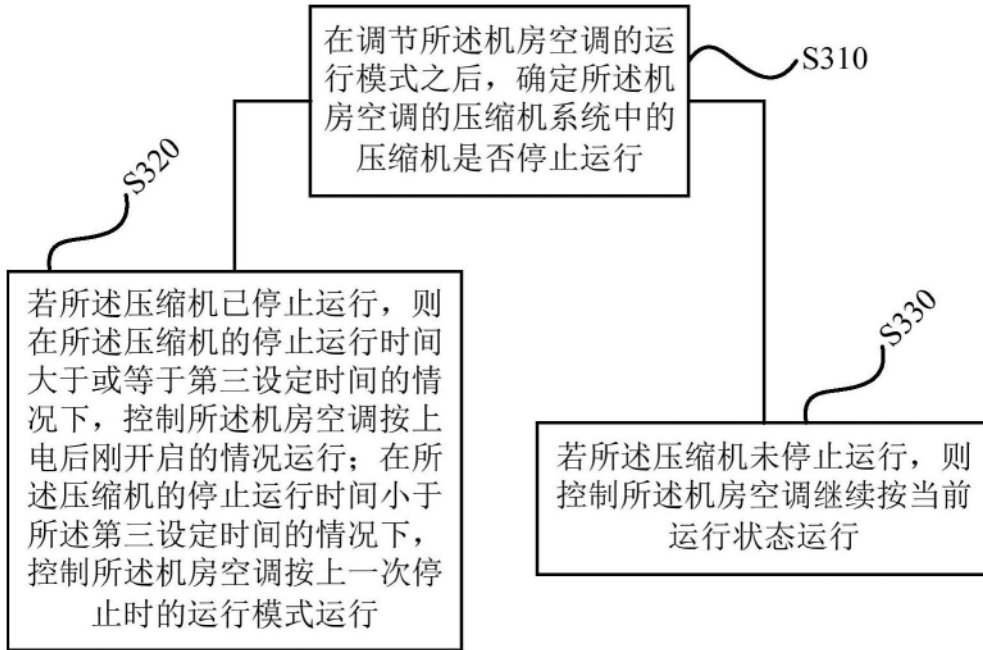 在调节所述机房空调的运
行模式之后，确定所述机
房空调的压缩机系统中的
压缩机是否停止运行
S310
S320
若所述压缩机已停止运行，则
在所述压缩机的停止运行时间
大于或等于第三设定时间的情
况下，控制所述机房空调按上
电后刚开启的情况运行；在所
述压缩机的停止运行时间小于
所述第三设定时间的情况下，
控制所述机房空调按上一次停
止时的运行模式运行
S330
若所述压缩机未停止运行，则
控制所述机房空调继续按当前
运行状态运行